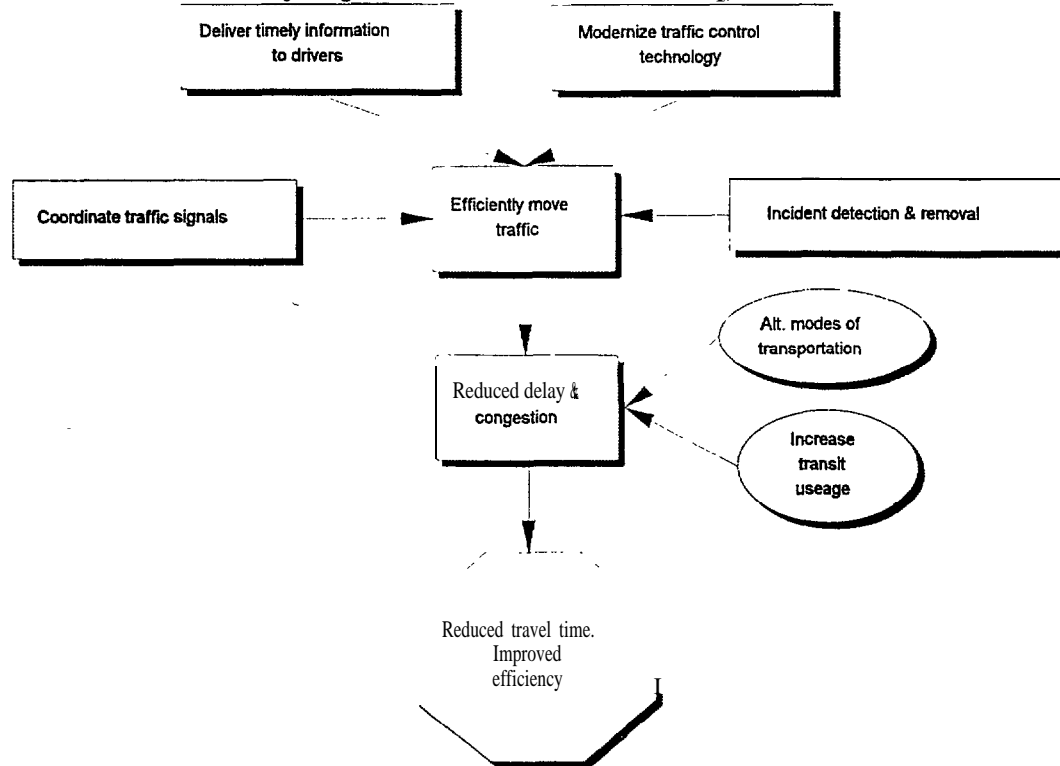 Deliver timely information
to drivers
Modernize traffic control
technology
Coordinate traffic signals
Efficiently move
traffic
Incident detection & removal
Alt. modes of
transportation
Reduced delay &
congestion
Increase
transit
useage
Reduced travel time.
Improved
efficiency